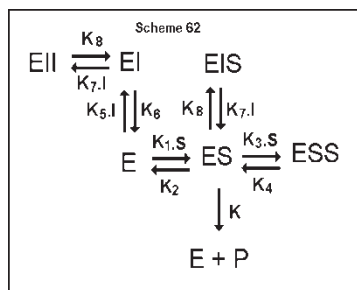 Scheme 62
K₈
EII EI EIS
K₇.I
K₅.I K₆ K₈ K₇.I
K₁.S K₃.S
E ES ESS
K₂ K₄
K
E + P